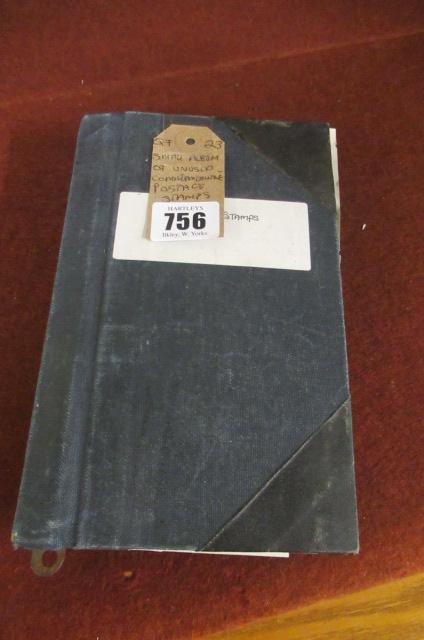 23
SMALL ALBUM
OF UNUSED
COMMEMORATIVE
POSTAGE
STAMPS
HARTLEYS
756
Ilkley, W. Yorks
STAMPS